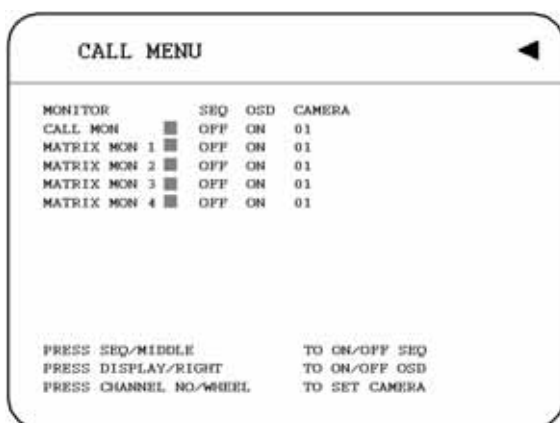 CALL MENU
MONITOR SEQ OSD CAMERA
CALL MON OFF ON 01
MATRIX MON 1 OFF ON 01
MATRIX MON 2 OFF ON 01
MATRIX MON 3 OFF ON 01
MATRIX MON 4 OFF ON 01
PRESS SEQ/MIDDLE TO ON/OFF SEQ
PRESS DISPLAY/RIGHT TO ON/OFF OSD
PRESS CHANNEL NO/WHEEL TO SET CAMERA